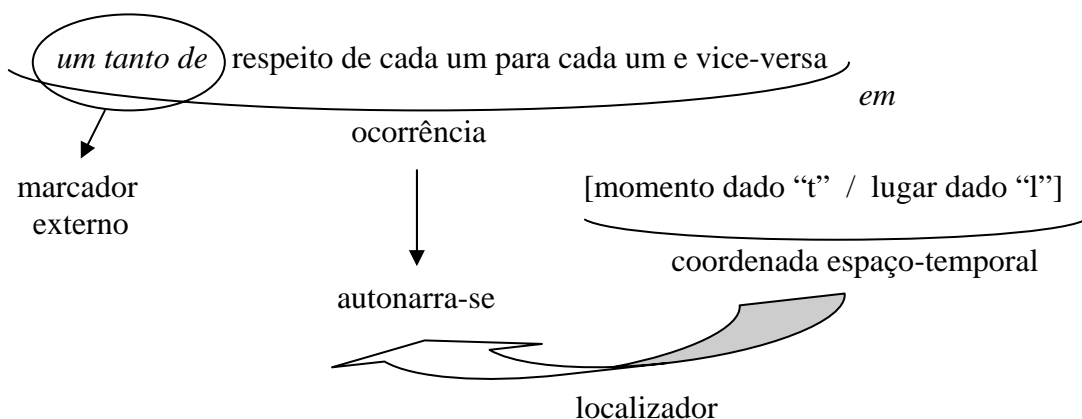 um tanto de respeito de cada um para cada um e vice-versa
em
ocorrência
marcador
externo
[momento dado “t” / lugar dado “l”]
coordenada espaço-temporal
autonarra-se
localizador